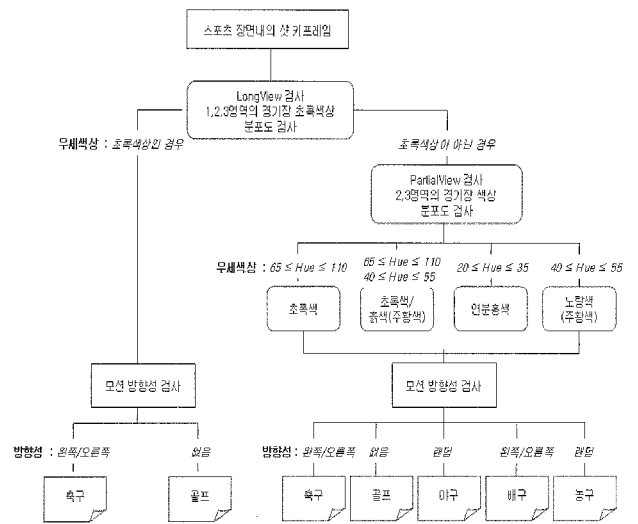 스포츠 장면내의 샷 키프레임
LongView 검사
1,2,3영역의 경기장 초록색상
분포도 검사
우세색상 : 초록색상인 경우
초록색상이 아닌 경우
PartialView 검사
2,3영역의 경기장 색상
분포도 검사
우세색상 : 65 ≤ Hue ≤ 110
65 ≤ Hue ≤ 110
40 ≤ Hue ≤ 55
20 ≤ Hue ≤ 35
40 ≤ Hue ≤ 55
초록색
초록색/
흙색(주황색)
연분홍색
노랑색
(주황색)
모션 방향성 검사
모션 방향성 검사
방향성 : 왼쪽/오른쪽
없음
방향성 : 왼쪽/오른쪽
없음
랜덤
왼쪽/오른쪽
랜덤
축구
골프
축구
골프
야구
배구
농구